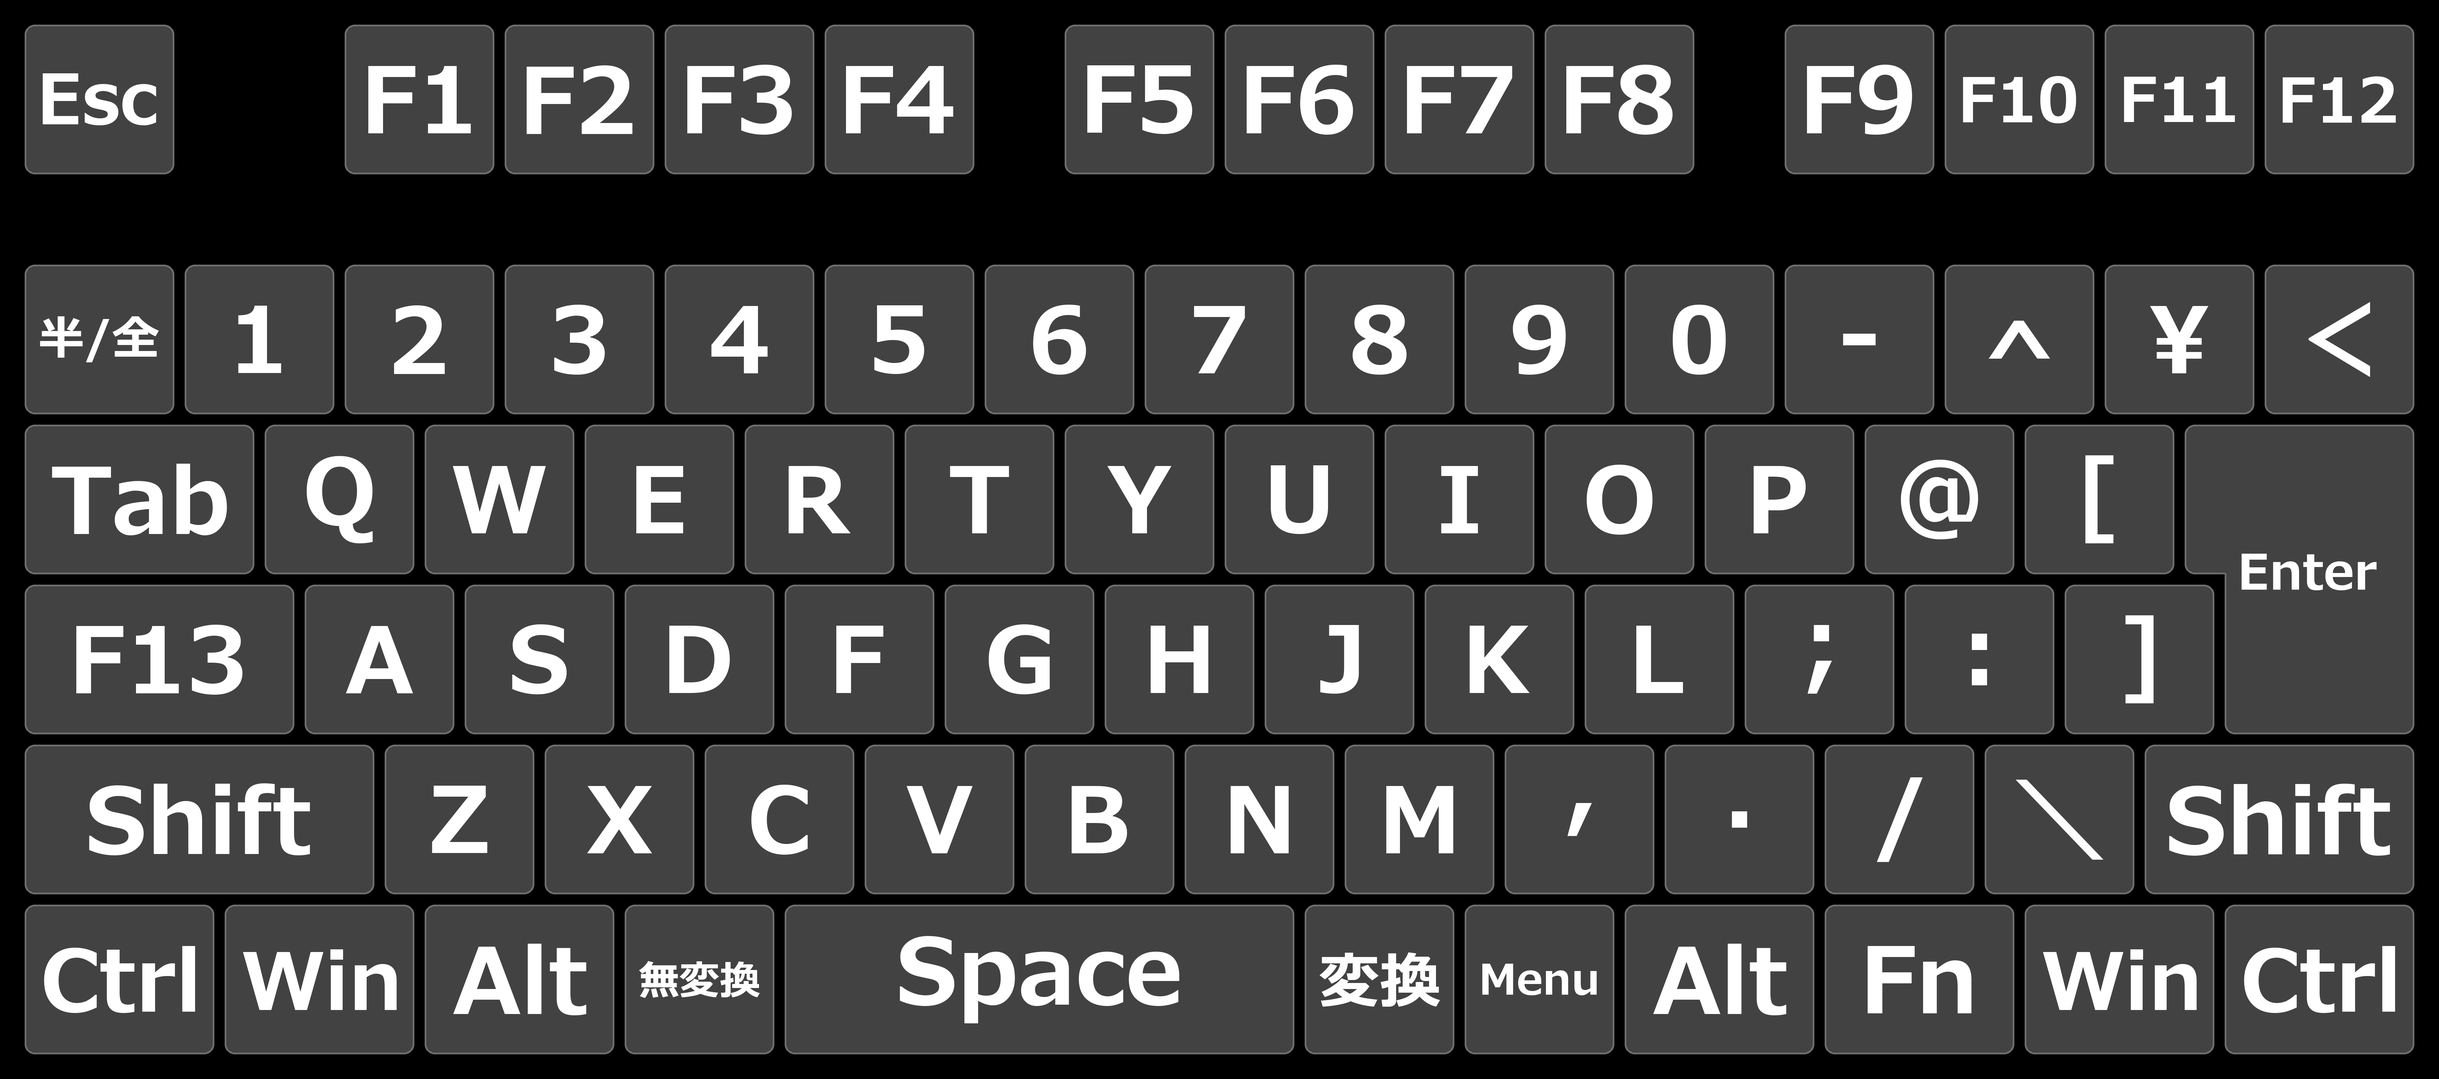 Esc F1 F2 F3 F4 F5 F6 F7 F8 F9 F10 F11 F12
半/全 1 2 3 4 5 6 7 8 9 0 - ^ ¥ <
Tab Q W E R T Y U I O P @ [ Enter
F13 A S D F G H J K L ; : ]
Shift Z X C V B N M , . / \ Shift
Ctrl Win Alt 無変換 Space 変換 Menu Alt Fn Win Ctrl